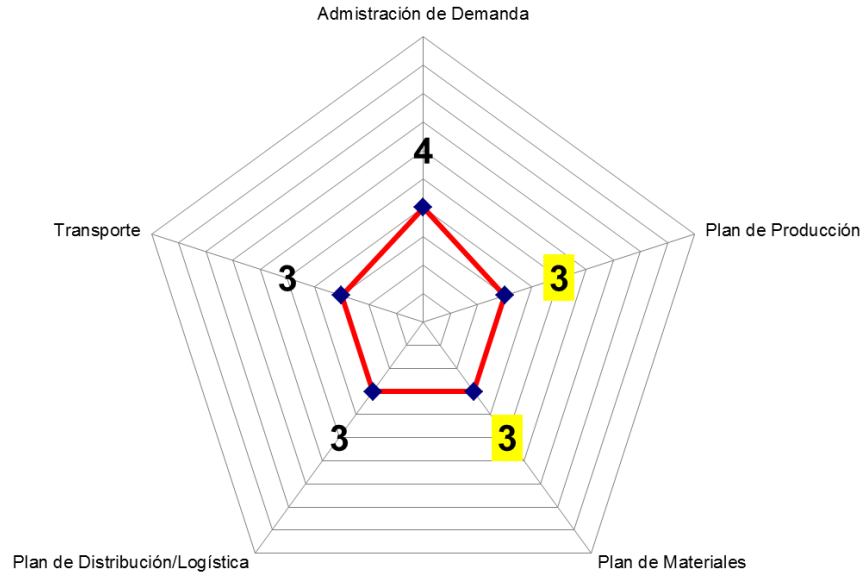 Admistración de Demanda
4
Transporte
Plan de Producción
3
3
3
3
Plan de Distribución/Logística
Plan de Materiales